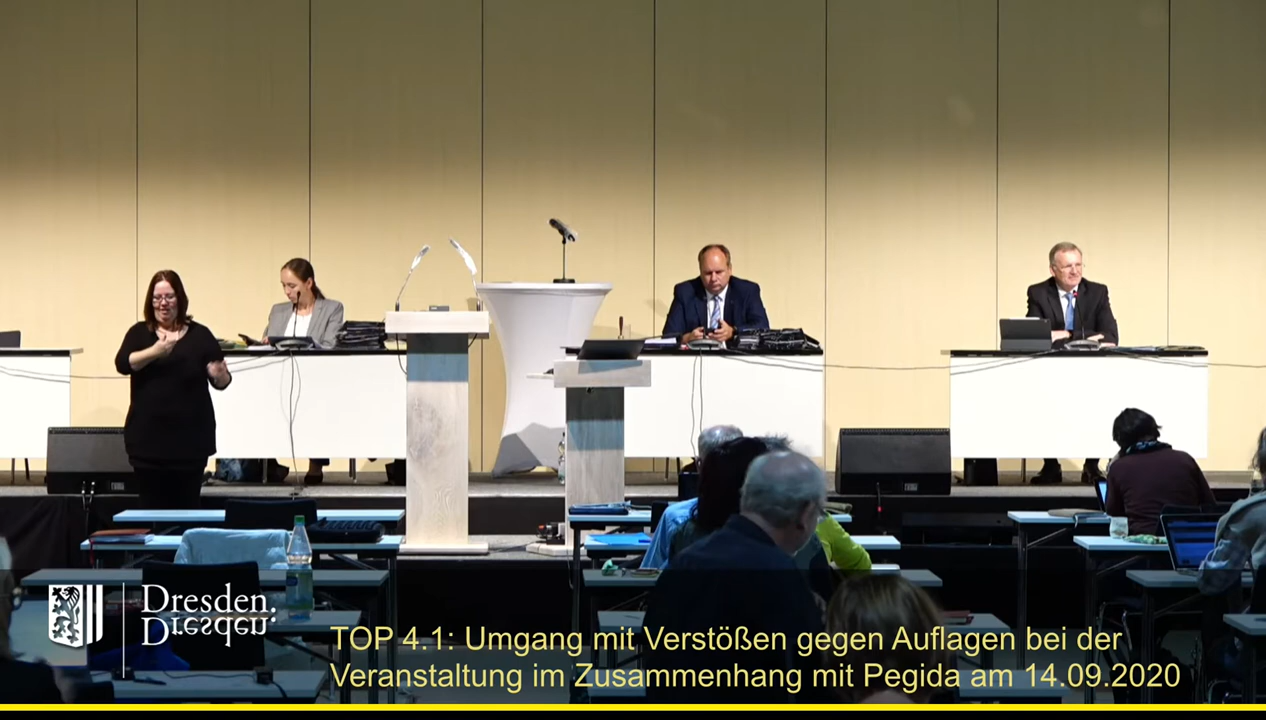 Dresden.
Dresden.
TOP 4.1: Umgang mit Verstößen gegen Auflagen bei der
Veranstaltung im Zusammenhang mit Pegida am 14.09.2020